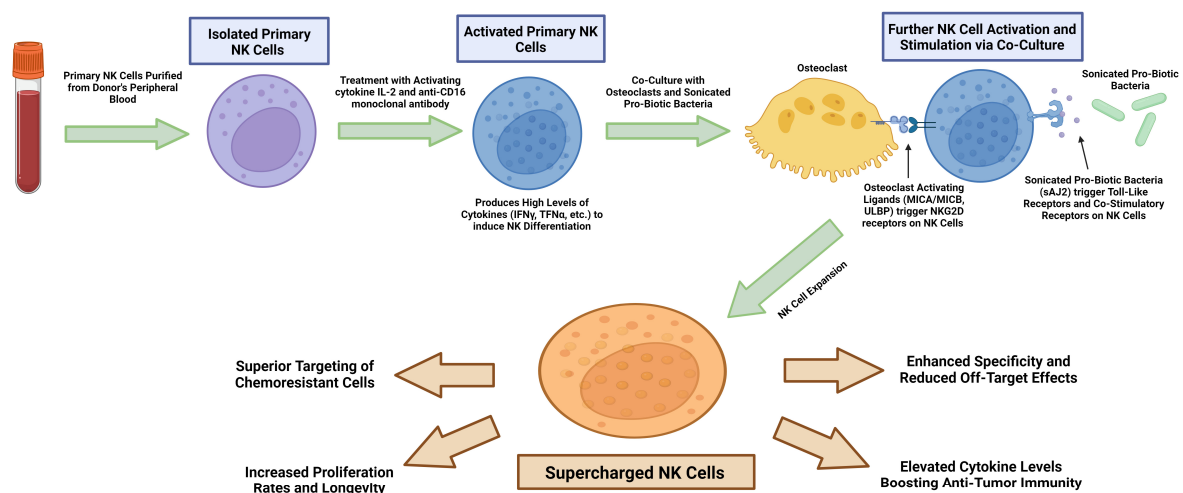 Isolated Primary
NK Cells
Activated Primary NK
Cells
Further NK Cell Activation and
Stimulation via Co-Culture
Primary NK Cells Purified
from Donor's Peripheral
Blood
Treatment with Activating
cytokine IL-2 and anti-CD16
monoclonal antibody
Co-Culture with
Osteoclasts and Sonicated
Pro-Biotic Bacteria
Osteoclast
Sonicated Pro-Biotic
Bacteria
Produces High Levels of
Cytokines (IFNγ, TFNα, etc.) to
induce NK Differentiation
Osteoclast Activating
Ligands (MICA/MICB,
ULBP) trigger NKG2D
receptors on NK Cells
Sonicated Pro-Biotic Bacteria
(sAJ2) trigger Toll-Like
Receptors and Co-Stimulatory
Receptors on NK Cells
NK Cell Expansion
Superior Targeting of
Chemoresistant Cells
Enhanced Specificity and
Reduced Off-Target Effects
Increased Proliferation
Rates and Longevity
Supercharged NK Cells
Elevated Cytokine Levels
Boosting Anti-Tumor Immunity